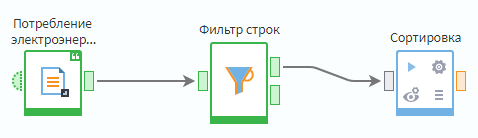 Потребление
электроэнер...
Фильтр строк
Сортировка